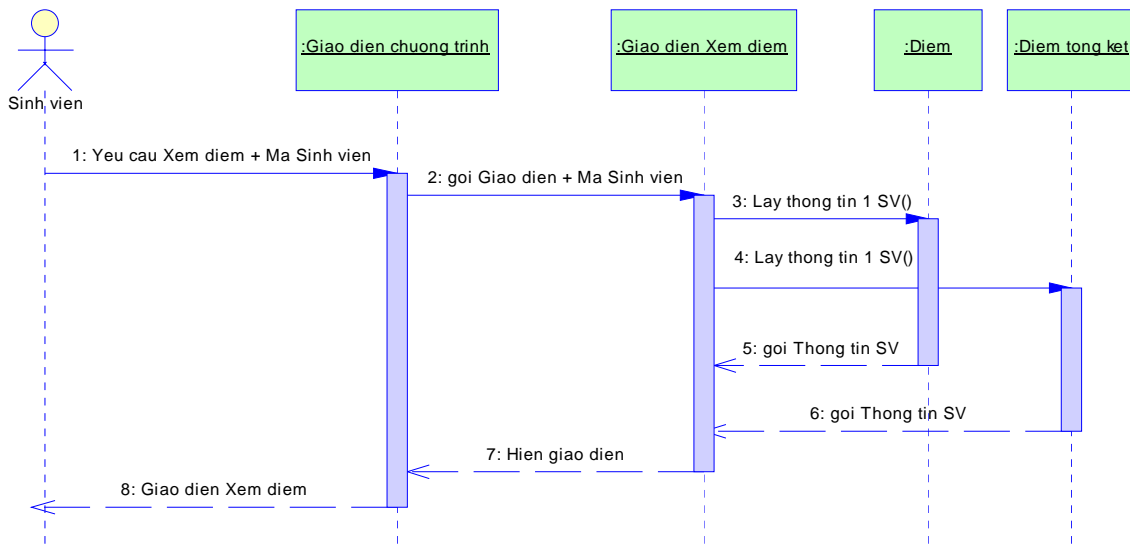 :Giao dien chuong trinh
:Giao dien Xem diem
:Diem
:Diem tong ket
Sinh vien
1: Yeu cau Xem diem + Ma Sinh vien
2: goi Giao dien + Ma Sinh vien
3: Lay thong tin 1 SV()
4: Lay thong tin 1 SV()
5: goi Thong tin SV
6: goi Thong tin SV
7: Hien giao dien
8: Giao dien Xem diem